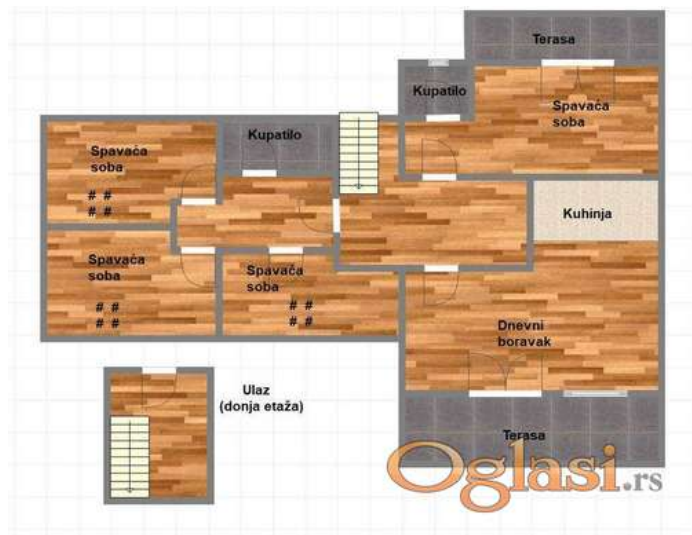 Terasa
Kupatilo
Spavaća
soba
Kupatilo
Spavaća
soba
# #
# #
Kuhinja
Spavaća
soba
# #
# #
Spavaća
soba
# #
# #
Dnevni
boravak
Ulaz
(donja etaža)
Terasa
Oglasi.rs